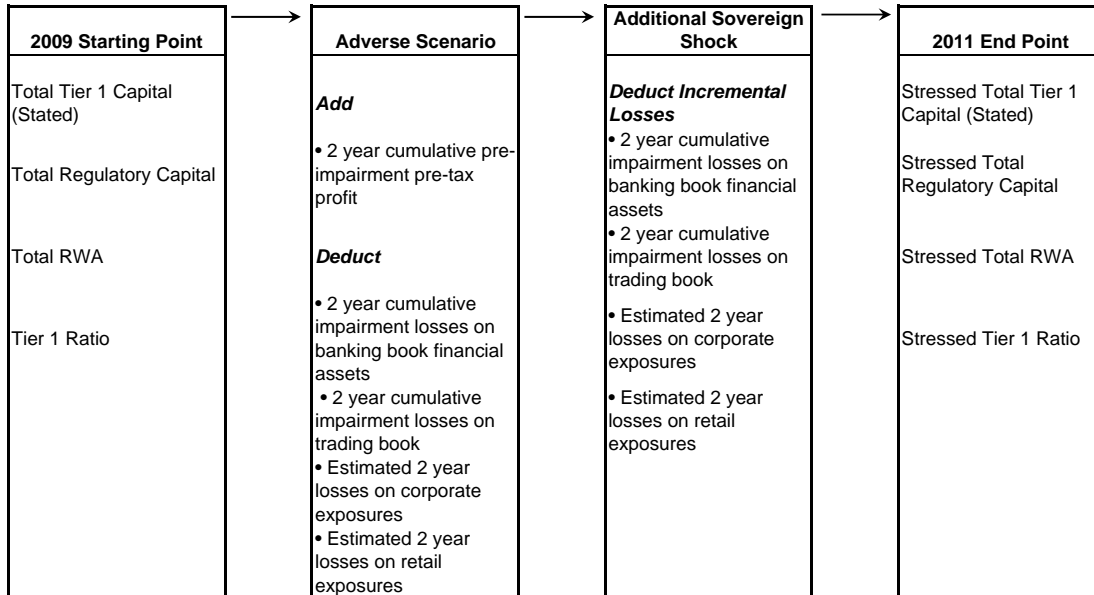 2009 Starting Point
Total Tier 1 Capital
(Stated)
Total Regulatory Capital
Total RWA
Tier 1 Ratio
Adverse Scenario
Add
• 2 year cumulative pre-
impairment pre-tax
profit
Deduct
• 2 year cumulative
impairment losses on
banking book financial
assets
• 2 year cumulative
impairment losses on
trading book
• Estimated 2 year
losses on corporate
exposures
• Estimated 2 year
losses on retail
exposures
Additional Sovereign
Shock
Deduct Incremental
Losses
• 2 year cumulative
impairment losses on
banking book financial
assets
• 2 year cumulative
impairment losses on
trading book
• Estimated 2 year
losses on corporate
exposures
• Estimated 2 year
losses on retail
exposures
2011 End Point
Stressed Total Tier 1
Capital (Stated)
Stressed Total
Regulatory Capital
Stressed Total RWA
Stressed Tier 1 Ratio